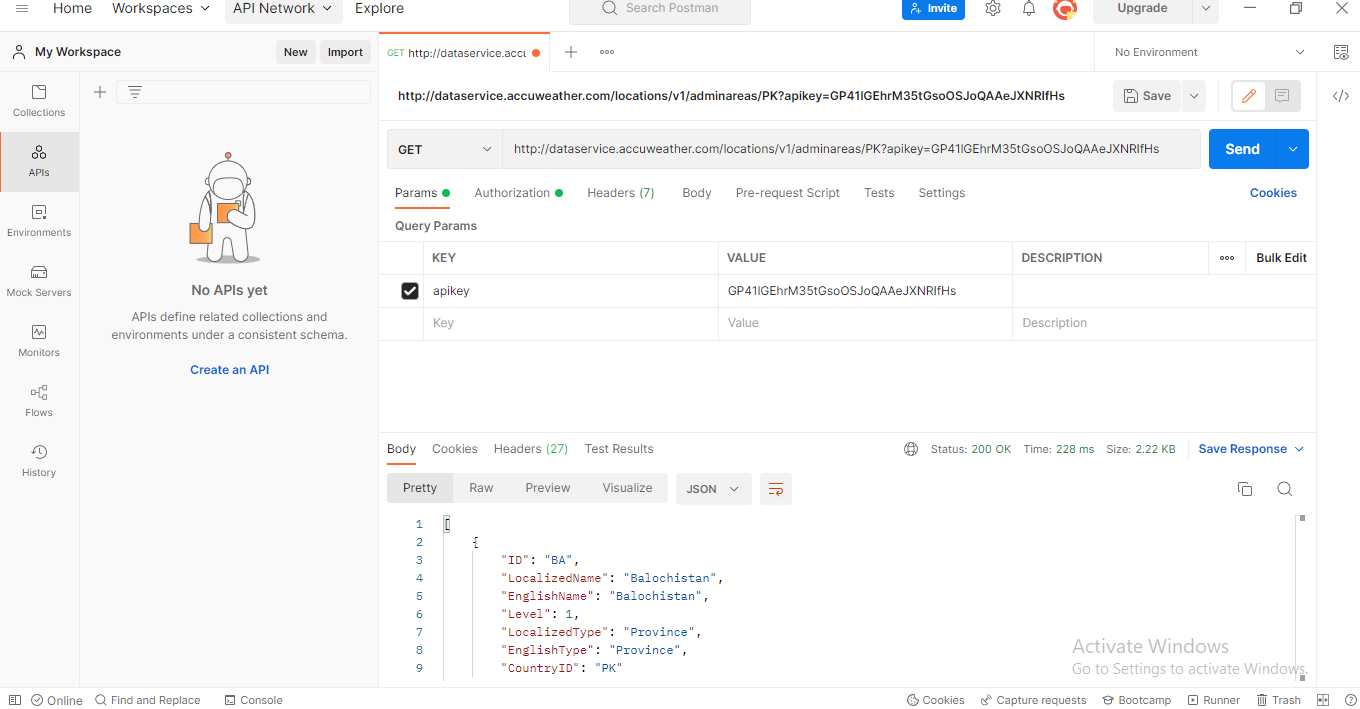 Home Workspaces API Network Explore Search Postman Invite Upgrade
My Workspace New Import GET http://dataservice.accu No Environment
Collections
APIs
Environments
Mock Servers
Monitors
Flows
History
No APIs yet
APIs define related collections and
environments under a consistent schema.
Create an API
http://dataservice.accuweather.com/locations/v1/adminareas/PK?apikey=GP41lGEhrM35tGsoOSJoQAAeJXNRlfHs Save
GET http://dataservice.accuweather.com/locations/v1/adminareas/PK?apikey=GP41lGEhrM35tGsoOSJoQAAeJXNRlfHs Send
Params Authorization Headers (7) Body Pre-request Script Tests Settings Cookies
Query Params
KEY VALUE DESCRIPTION Bulk Edit
apikey GP41lGEhrM35tGsoOSJoQAAeJXNRlfHs
Key Value Description
Body Cookies Headers (27) Test Results Status: 200 OK Time: 228 ms Size: 2.22 KB Save Response
Pretty Raw Preview Visualize JSON
1 [
2 {
3 "ID": "BA",
4 "LocalizedName": "Balochistan",
5 "EnglishName": "Balochistan",
6 "Level": 1,
7 "LocalizedType": "Province",
8 "EnglishType": "Province",
9 "CountryID": "PK"
Activate Windows
Go to Settings to activate Windows.
Online Find and Replace Console Cookies Capture requests Bootcamp Runner Trash